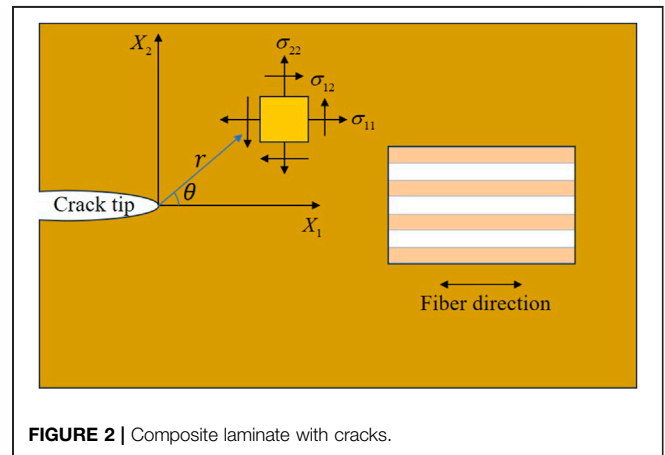 X₂
σ₂₂
σ₁₂
σ₁₁
r
θ
Crack tip
X₁
Fiber direction
FIGURE 2 | Composite laminate with cracks.